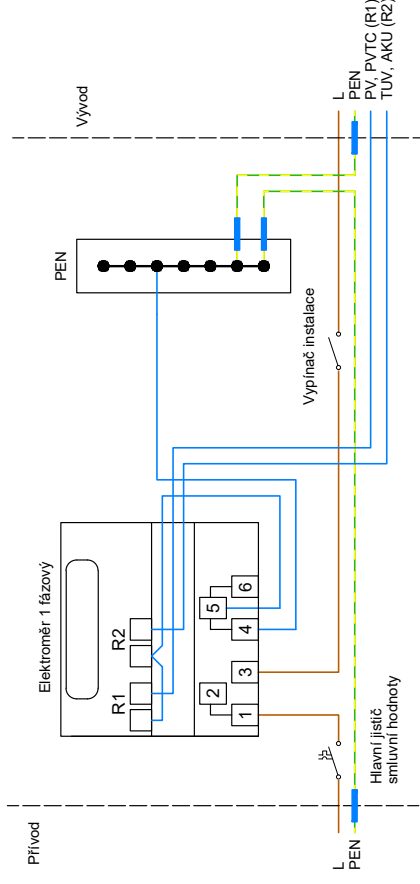 Přívod
Vývod
Elektroměr 1 fázový
PEN
R1
R2
1
2
3
4
5
6
Vypínač instalace
Hlavní jistič
smluvní hodnoty
L
PEN
L
PEN
PV, PVTC (R1)
TUV, AKU (R2)